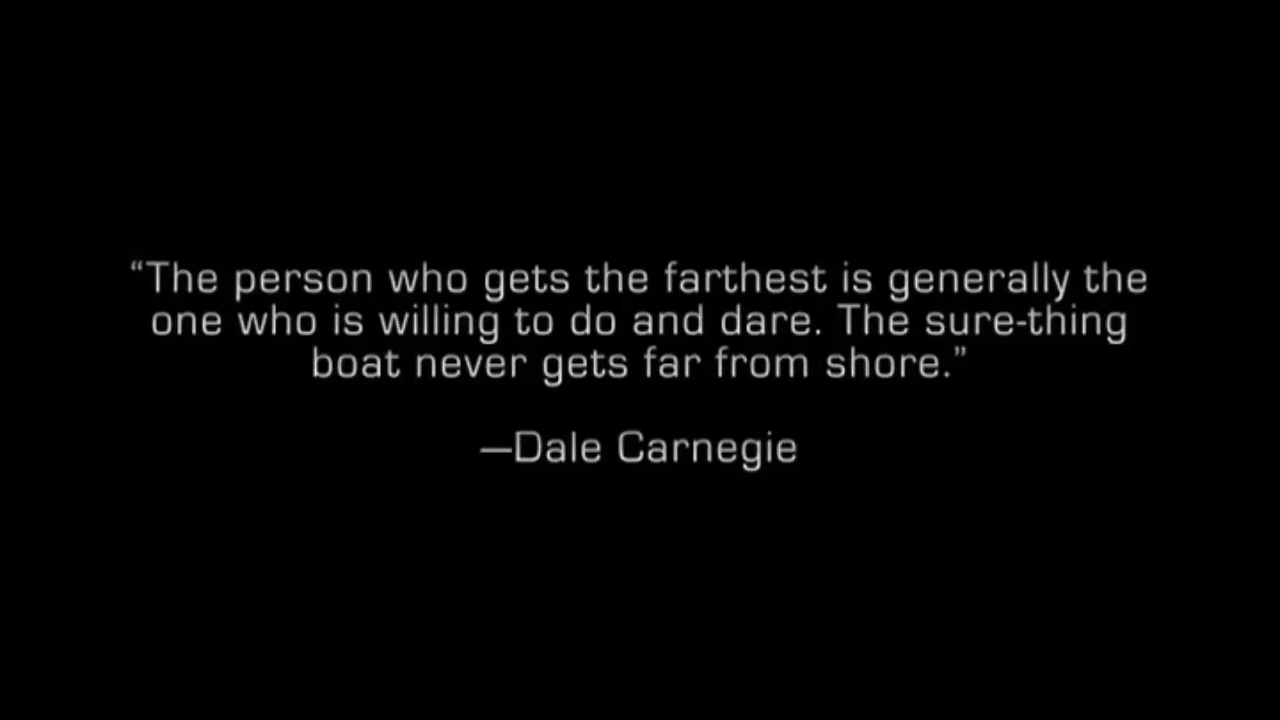 “The person who gets the farthest is generally the
one who is willing to do and dare. The sure-thing
boat never gets far from shore.”
—Dale Carnegie